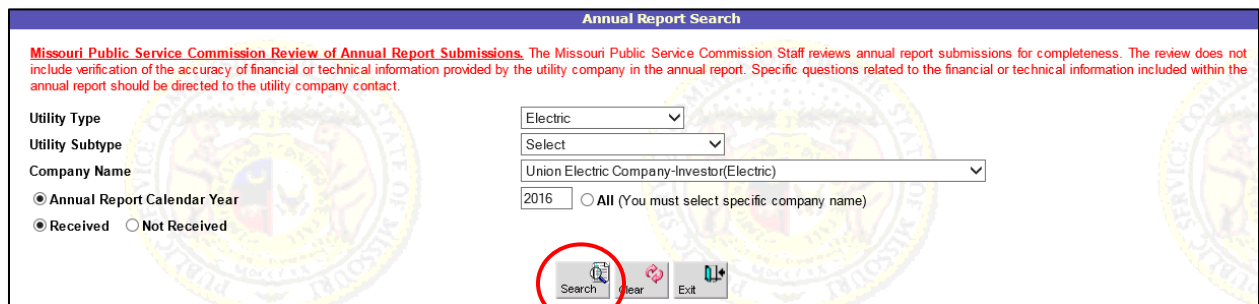 Annual Report Search
Missouri Public Service Commission Review of Annual Report Submissions. The Missouri Public Service Commission Staff reviews annual report submissions for completeness. The review does not
include verification of the accuracy of financial or technical information provided by the utility company in the annual report. Specific questions related to the financial or technical information included within the
annual report should be directed to the utility company contact.
Utility Type Electric
Utility Subtype Select
Company Name Union Electric Company-Investor(Electric)
Annual Report Calendar Year 2016 All (You must select specific company name)
Received Not Received
Search Clear Exit